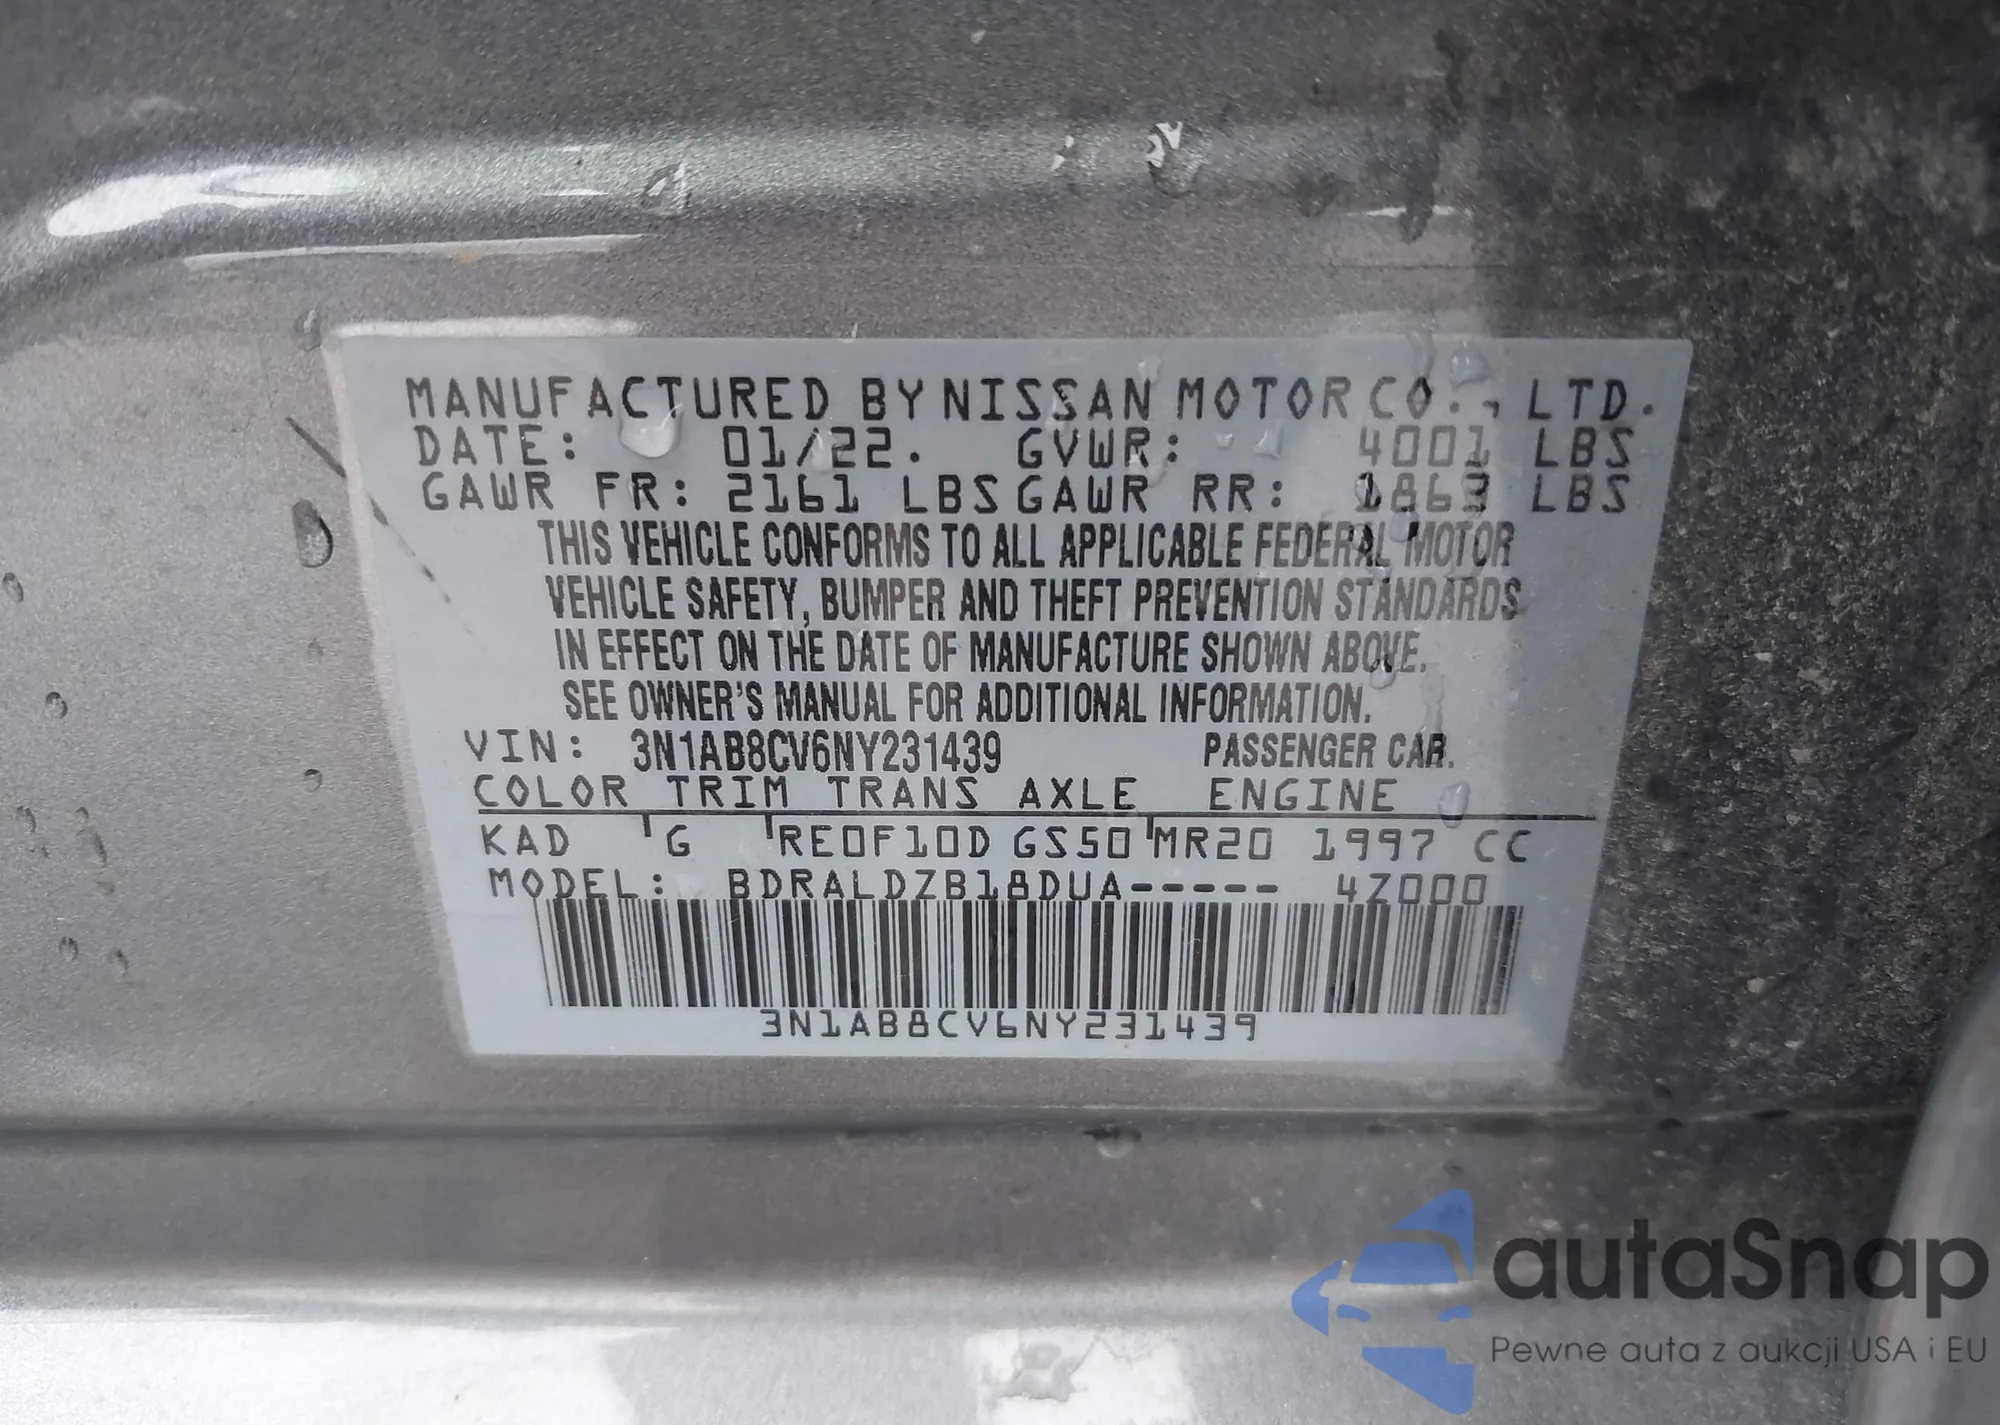 MANUFACTURED BY NISSAN MOTOR CO., LTD.
DATE: 01/22. GVWR: 4001 LBS
GAWR FR: 2161 LBS GAWR RR: 1863 LBS
THIS VEHICLE CONFORMS TO ALL APPLICABLE FEDERAL MOTOR
VEHICLE SAFETY, BUMPER AND THEFT PREVENTION STANDARDS
IN EFFECT ON THE DATE OF MANUFACTURE SHOWN ABOVE.
SEE OWNER'S MANUAL FOR ADDITIONAL INFORMATION.
VIN: 3N1AB8CV6NY231439 PASSENGER CAR.
COLOR TRIM TRANS AXLE ENGINE
KAD G RE0F10D GS50 MR20 1997 CC
MODEL: BDRALDZB18DUA----- 4Z000
3N1AB8CV6NY231439
autaSnap
Pewne auta z aukcji USA i EU